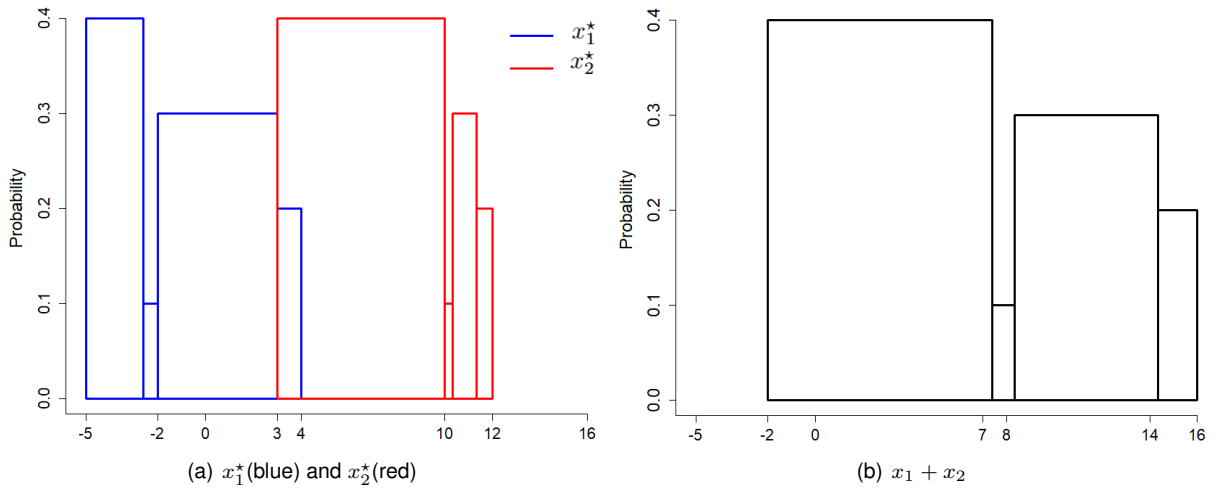 Probability
0.0 0.1 0.2 0.3 0.4
-5 -2 0 3 4 10 12 16
x₁*
x₂*
(a) x₁*(blue) and x₂*(red)
Probability
0.0 0.1 0.2 0.3 0.4
-5 -2 0 7 8 14 16
(b) x₁ + x₂